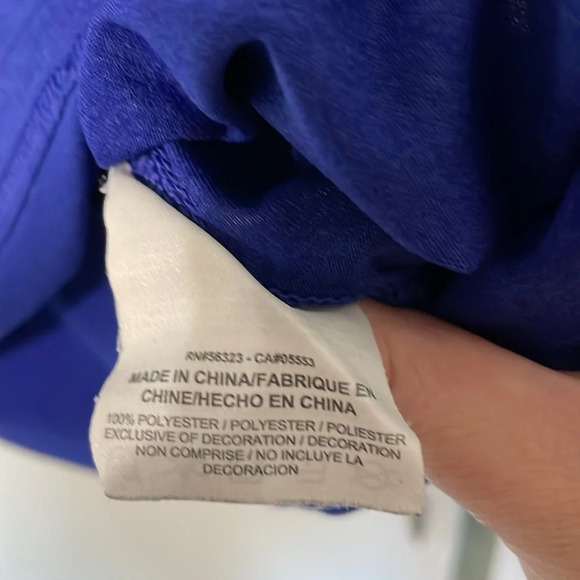 RN#56323 - CA#05553
MADE IN CHINA/FABRIQUE EN
CHINE/HECHO EN CHINA
100% POLYESTER / POLYESTER / POLIESTER
EXCLUSIVE OF DECORATION / DECORATION
NON COMPRISE / NO INCLUYE LA
DECORACION